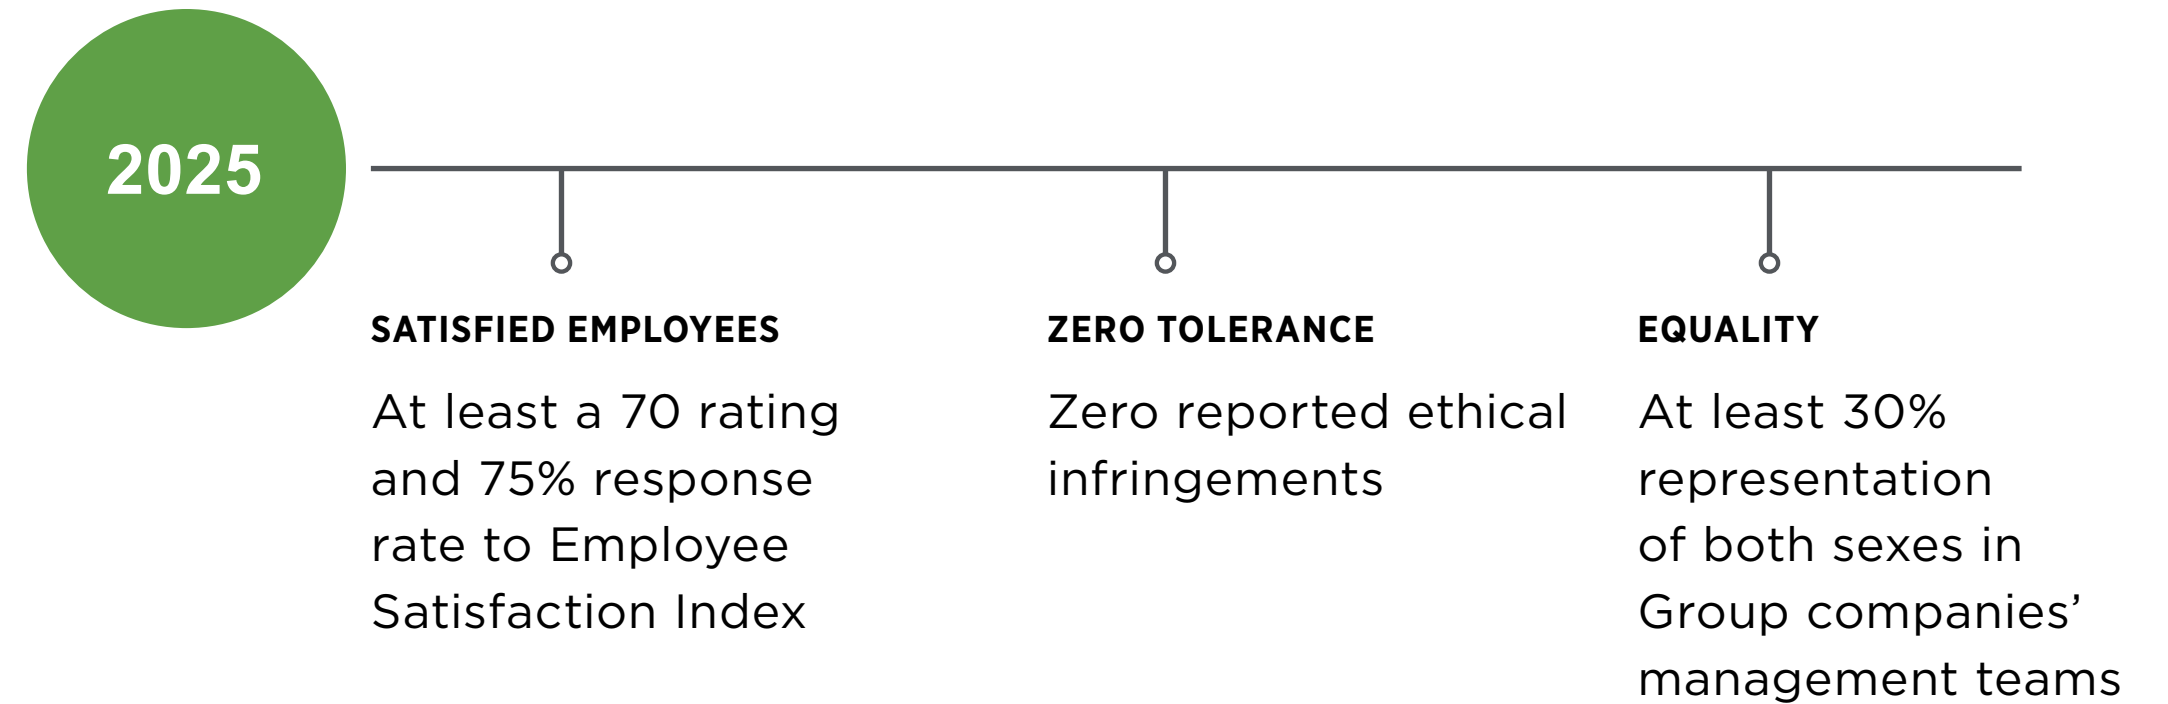 2025
SATISFIED EMPLOYEES
At least a 70 rating
and 75% response
rate to Employee
Satisfaction Index
ZERO TOLERANCE
Zero reported ethical
infringements
EQUALITY
At least 30%
representation
of both sexes in
Group companies’
management teams